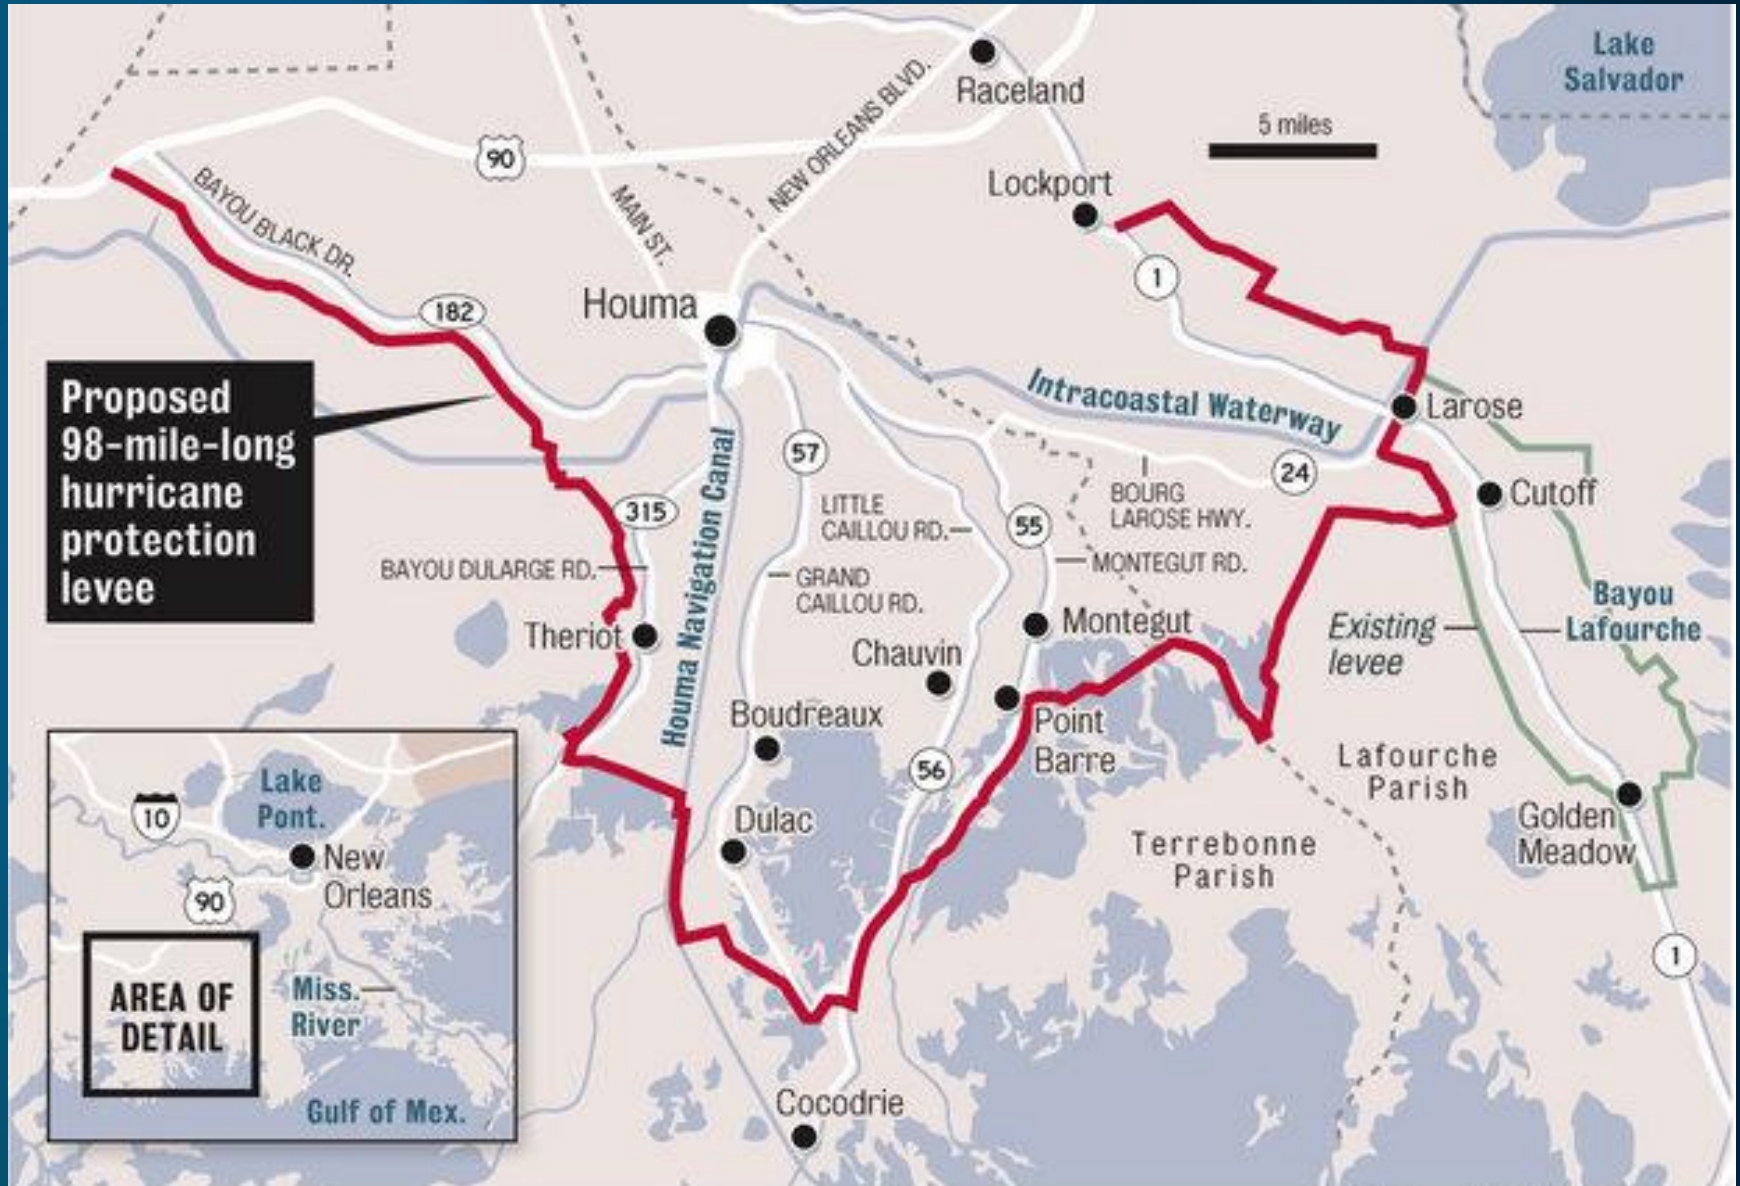 Lake
Salvador
Raceland
NEW ORLEANS BLVD.
5 miles
90
Lockport
BAYOU BLACK DR.
MAIN ST.
1
Houma
182
Proposed
98-mile-long
hurricane
protection
levee
Intracoastal Waterway
Larose
57
24
Cutoff
Houma Navigation Canal
315
LITTLE
CAILLOU RD.
55
BOURG
LAROSE HWY.
BAYOU DULARGE RD.
GRAND
CAILLOU RD.
MONTEGUT RD.
Bayou
Lafourche
Existing
levee
Theriot
Chauvin
Montegut
Boudreaux
Point
Barre
56
Lafourche
Parish
Dulac
Terrebonne
Parish
Golden
Meadow
1
Cocodrie
Lake
Pont.
10
New
Orleans
90
AREA OF
DETAIL
Miss.
River
Gulf of Mex.